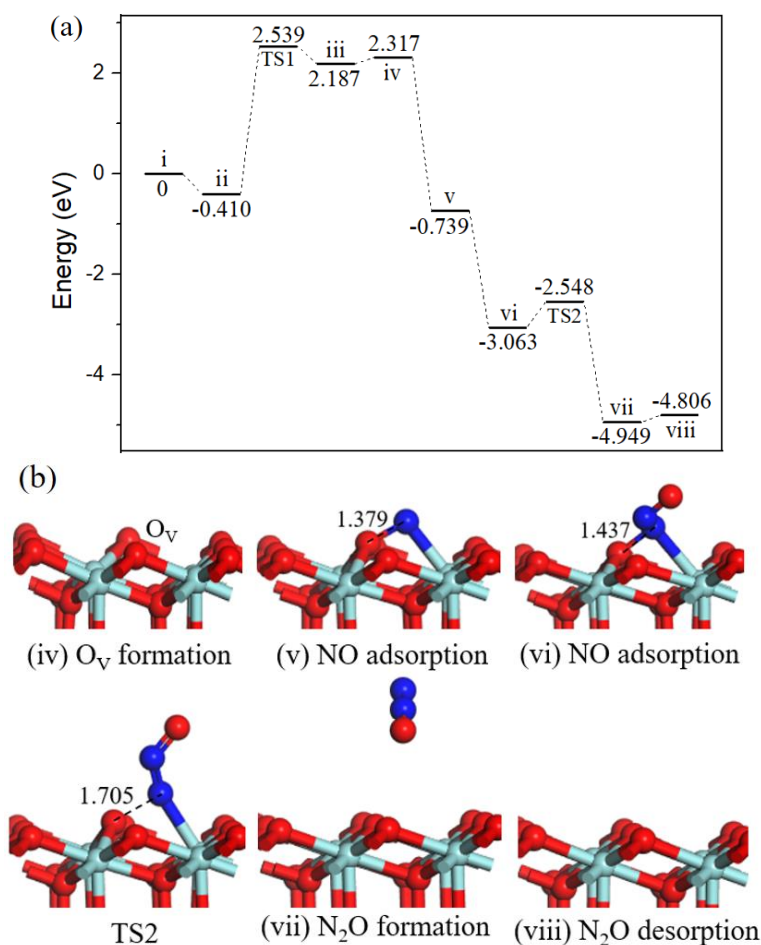 (a)
Energy (eV)
2
0
-2
-4
i
0
ii
-0.410
2.539
TS1
iii
2.187
2.317
iv
v
-0.739
vi
-3.063
-2.548
TS2
vii
-4.949
-4.806
viii
(b)
Oᵥ
1.379
1.437
(iv) Oᵥ formation
(v) NO adsorption
(vi) NO adsorption
1.705
TS2
(vii) N₂O formation
(viii) N₂O desorption